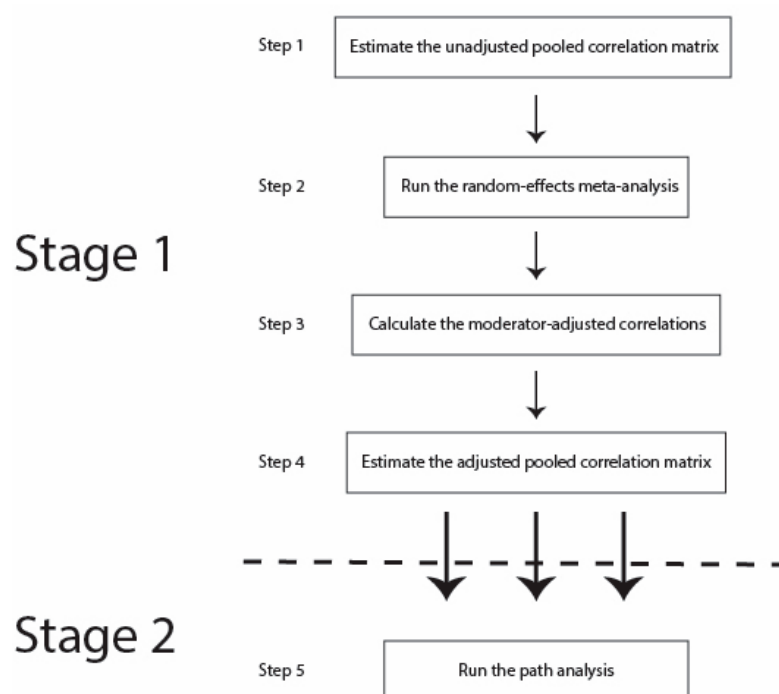 Step 1 Estimate the unadjusted pooled correlation matrix
Step 2 Run the random-effects meta-analysis
Stage 1
Step 3 Calculate the moderator-adjusted correlations
Step 4 Estimate the adjusted pooled correlation matrix
Stage 2
Step 5 Run the path analysis